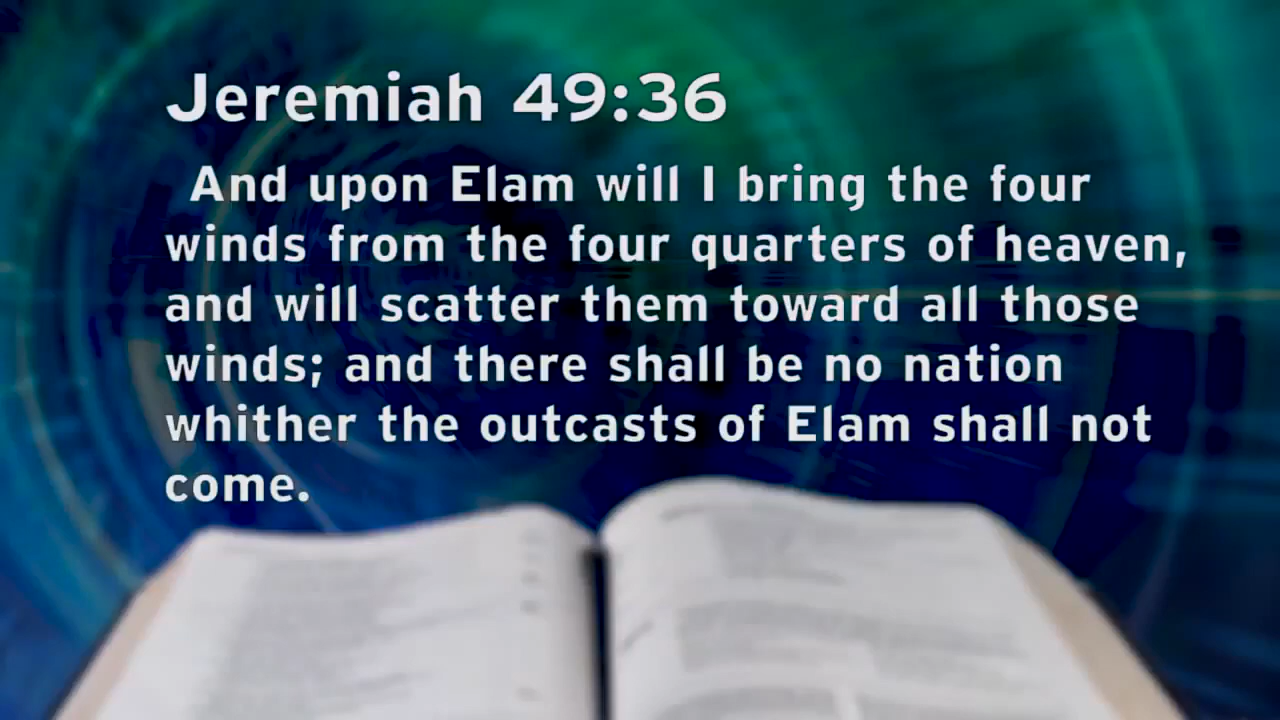 Jeremiah 49:36
And upon Elam will I bring the four
winds from the four quarters of heaven,
and will scatter them toward all those
winds; and there shall be no nation
whither the outcasts of Elam shall not
come.